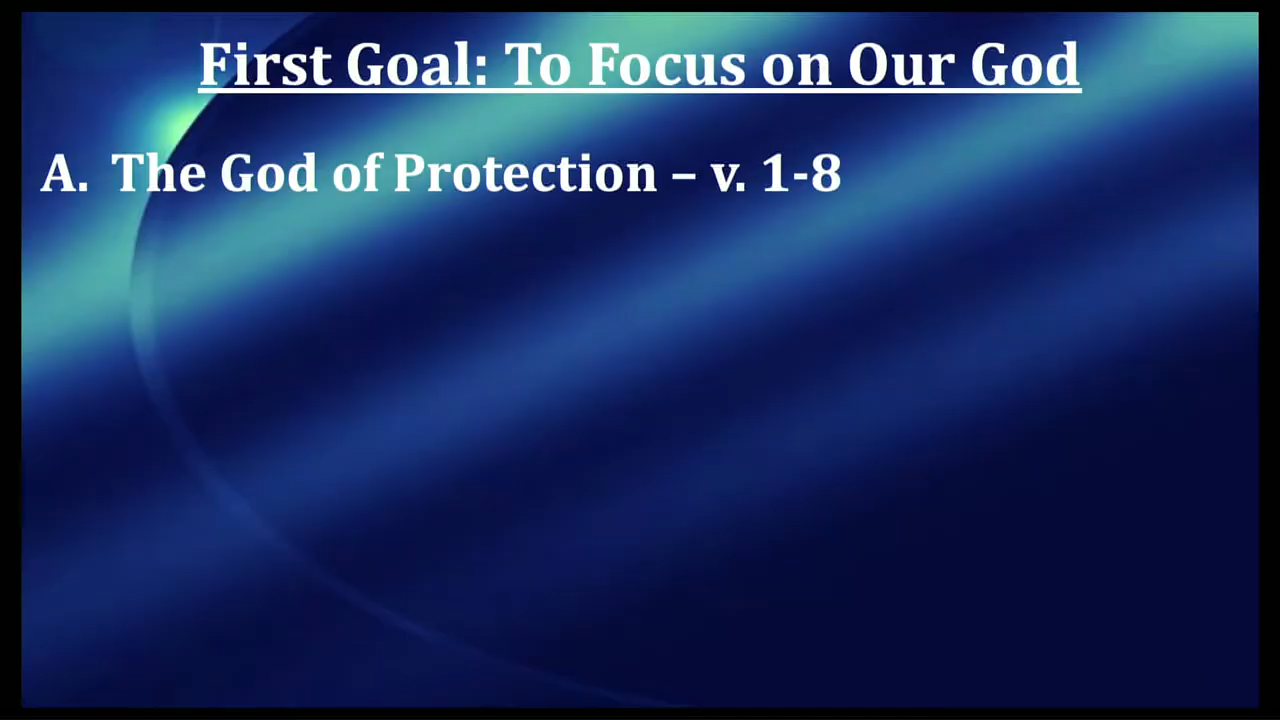 First Goal: To Focus on Our God
A. The God of Protection – v. 1-8